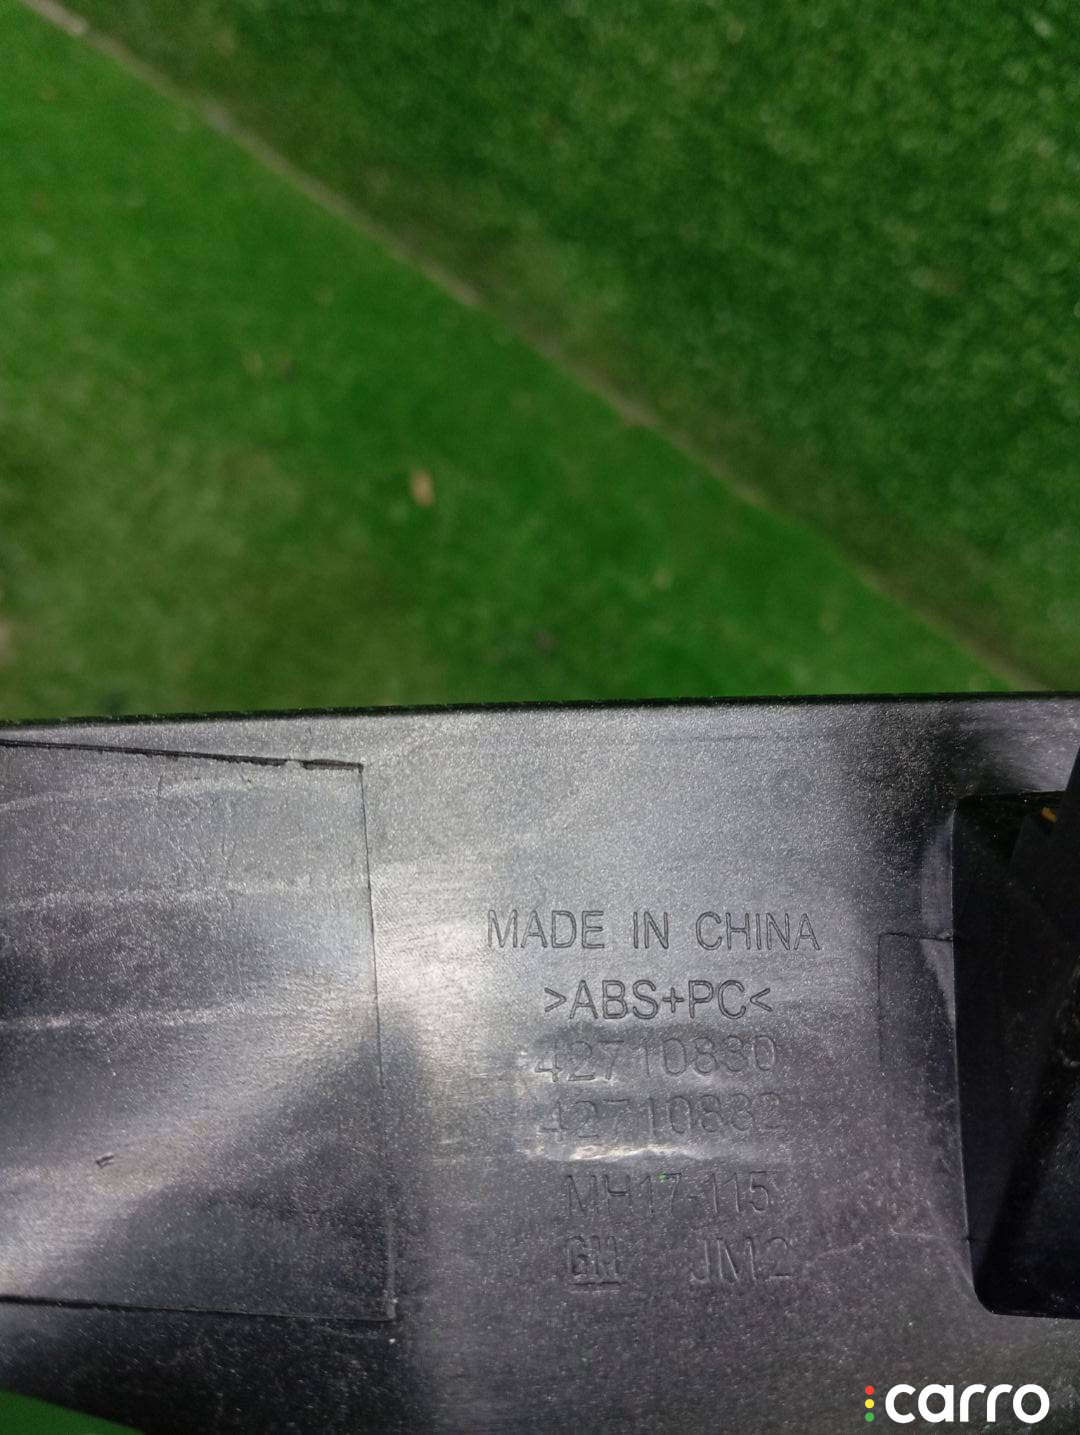 MADE IN CHINA
>ABS+PC<
42710830
42710832
MH17-115
GM JM2
carro